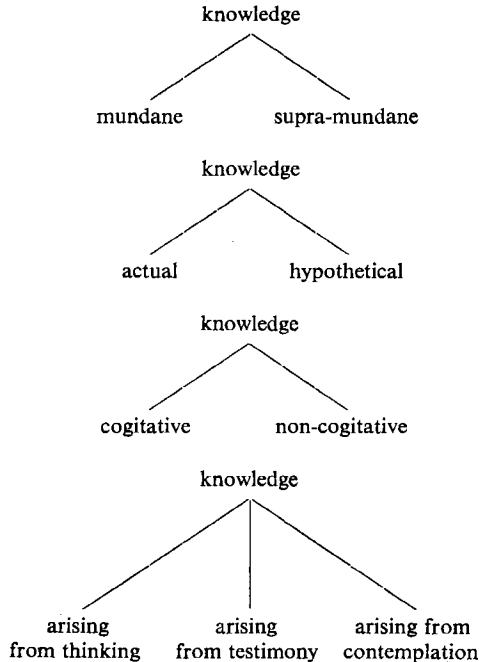 knowledge
mundane supra-mundane
knowledge
actual hypothetical
knowledge
cogitative non-cogitative
knowledge
arising arising arising from
from thinking from testimony contemplation